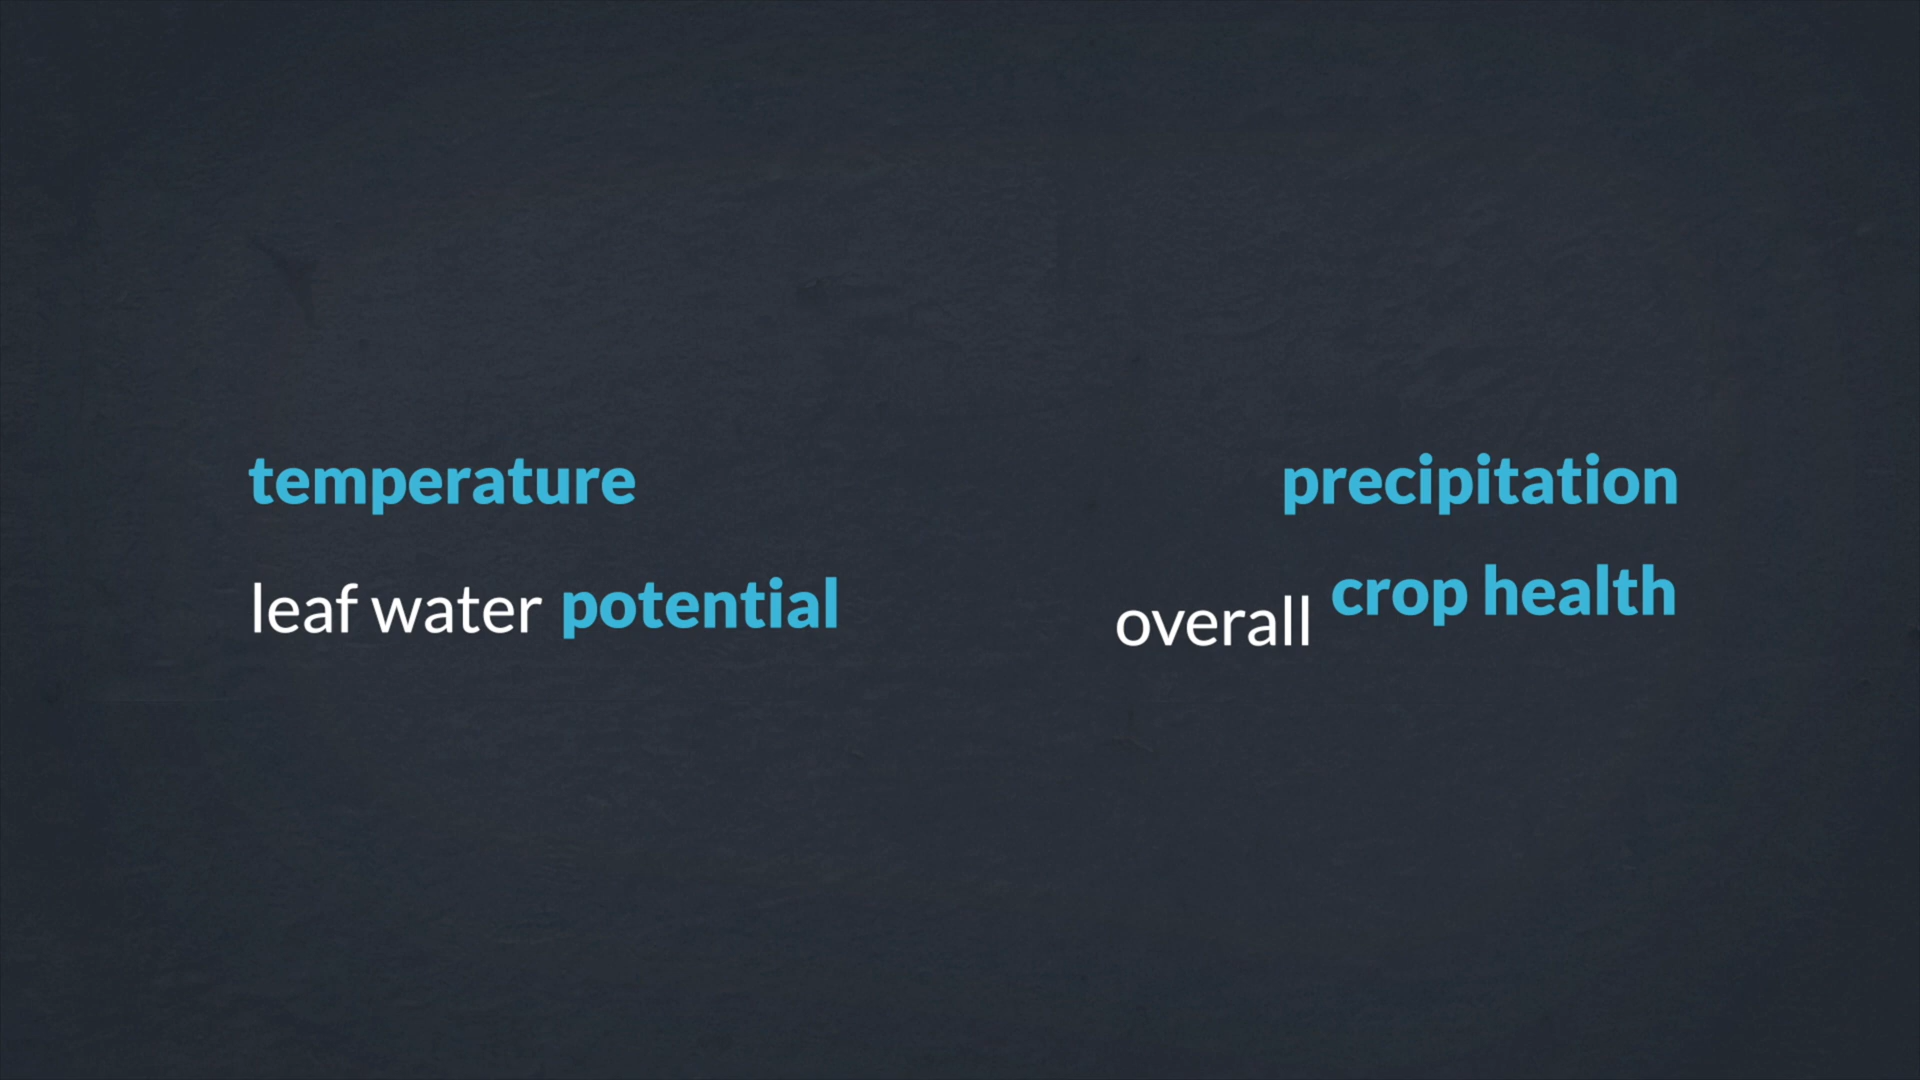 temperature
precipitation
leaf water potential
overall crop health